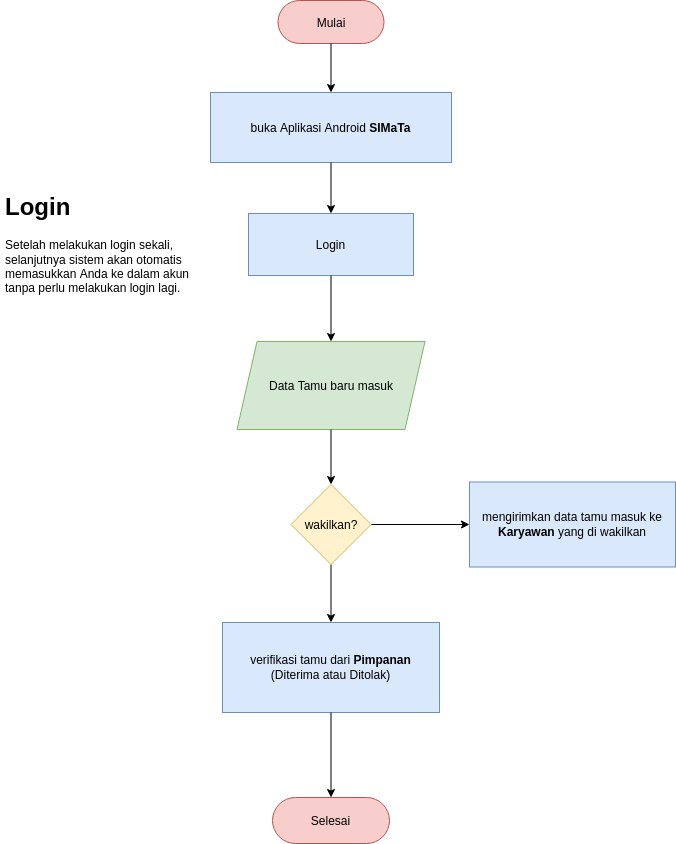 Mulai
buka Aplikasi Android SIMaTa
Login
Setelah melakukan login sekali,
selanjutnya sistem akan otomatis
memasukkan Anda ke dalam akun
tanpa perlu melakukan login lagi.
Login
Data Tamu baru masuk
wakilkan?
mengirimkan data tamu masuk ke
Karyawan yang di wakilkan
verifikasi tamu dari Pimpanan
(Diterima atau Ditolak)
Selesai